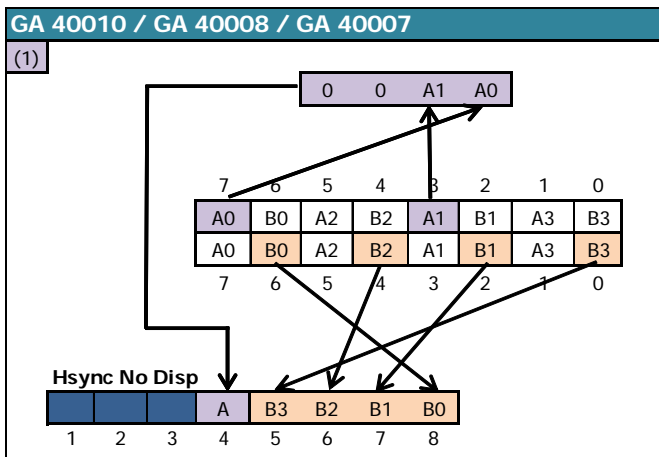 GA 40010 / GA 40008 / GA 40007
(1)
0 0 A1 A0
7 6 5 4 3 2 1 0
A0 B0 A2 B2 A1 B1 A3 B3
A0 B0 A2 B2 A1 B1 A3 B3
7 6 5 4 3 2 1 0
Hsync No Disp
A B3 B2 B1 B0
1 2 3 4 5 6 7 8